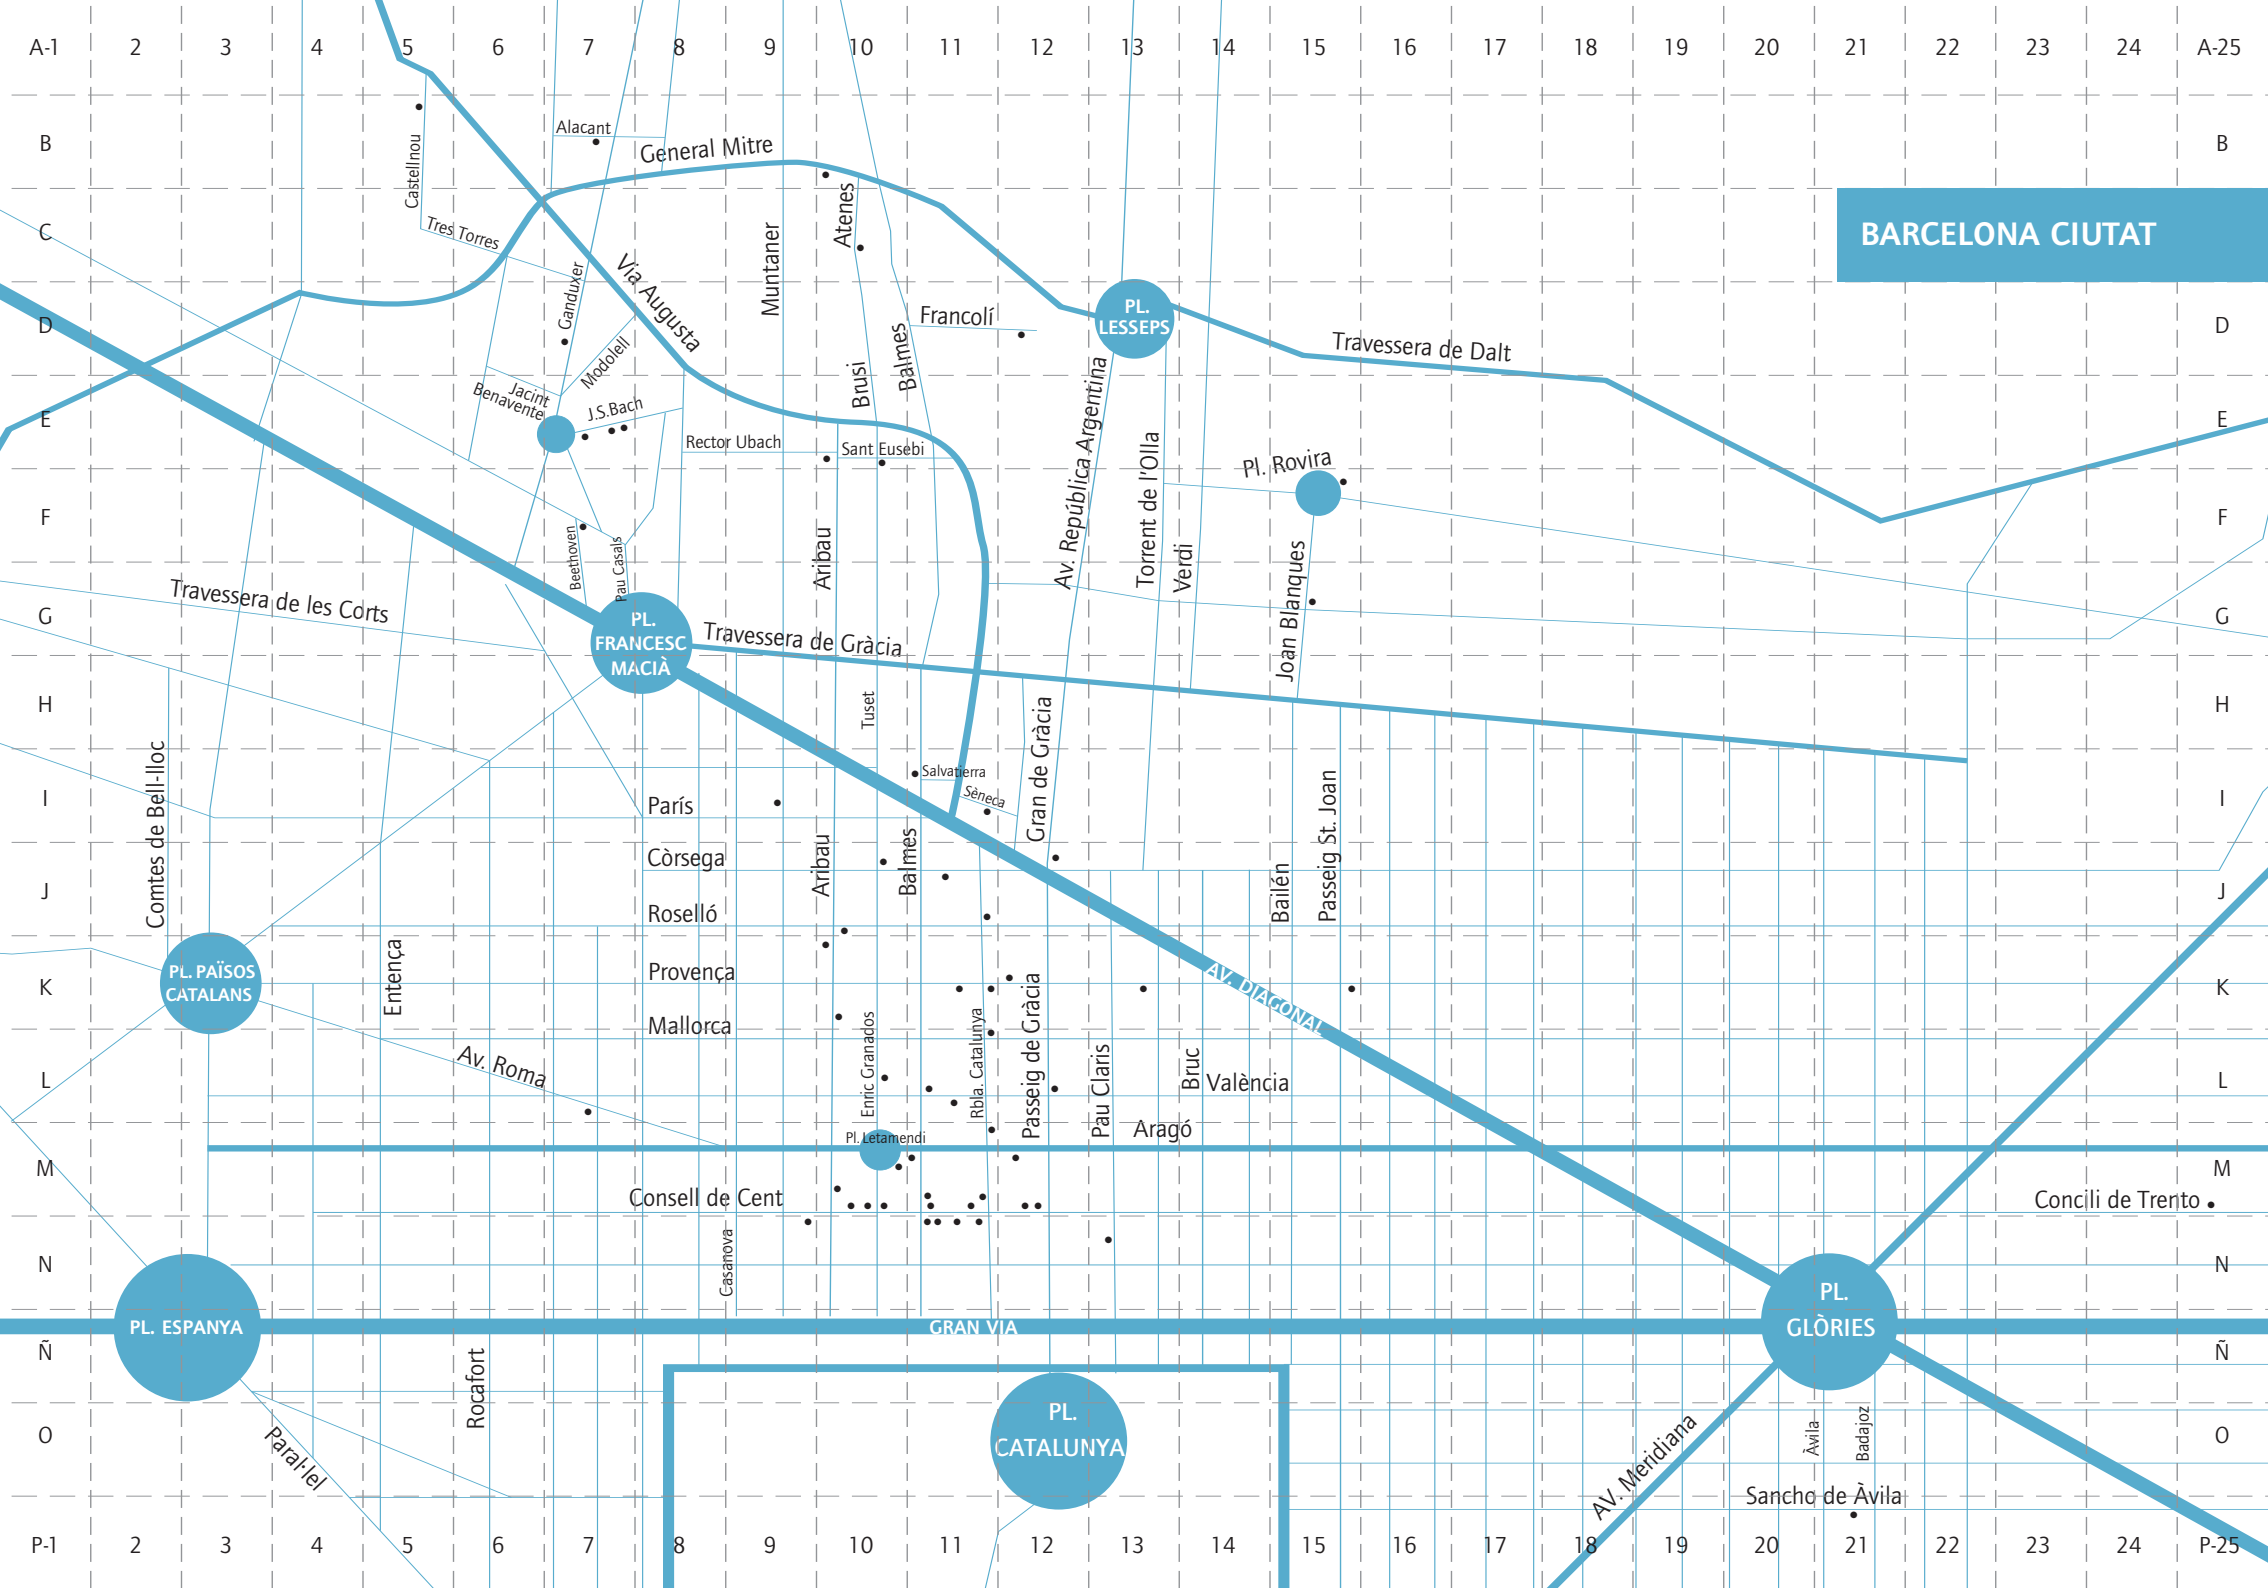 A-1 2 3 4 5 6 7 8 9 10 11 12 13 14 15 16 17 18 19 20 21 22 23 24 A-25
B
Alacant
General Mitre
B
Castellnou
Atenes
C
Tres Torres
Muntaner
BARCELONA CIUTAT
Via Augusta
Ganduxer
D
Francolí
PL.
LESSEPS
Travessera de Dalt
D
Modolell
Brusi
Balmes
Av. República Argentina
Jacint
Benavente
J.S.Bach
E
Rector Ubach
Sant Eusebi
E
Torrent de l'Olla
Pl. Rovira
F
Beethoven
Pau Casals
Aribau
Verdi
Joan Blanques
F
Travessera de les Corts
G
PL.
FRANCESC
MACIÀ
Travessera de Gràcia
G
H
Tuset
Gran de Gràcia
H
Comtes de Bell-lloc
Salvatierra
Sèneca
Passeig St. Joan
I
París
I
Còrsega
Aribau
Balmes
Bailén
J
Roselló
J
Entença
PL. PAÏSOS
CATALANS
Provença
Passeig de Gràcia
AV. DIAGONAL
K
K
Mallorca
Enric Granados
Rbla. Catalunya
Av. Roma
Pau Claris
Bruc
L
València
L
Pl. Letamendi
Aragó
M
M
Consell de Cent
Concili de Trento
Casanova
N
PL.
GLÒRIES
N
PL. ESPANYA
GRAN VIA
Ñ
Rocafort
Ñ
PL.
CATALUNYA
O
Paral·lel
AV. Meridiana
Àvila
Badajoz
O
Sancho de Àvila
P-1 2 3 4 5 6 7 8 9 10 11 12 13 14 15 16 17 18 19 20 21 22 23 24 P-25